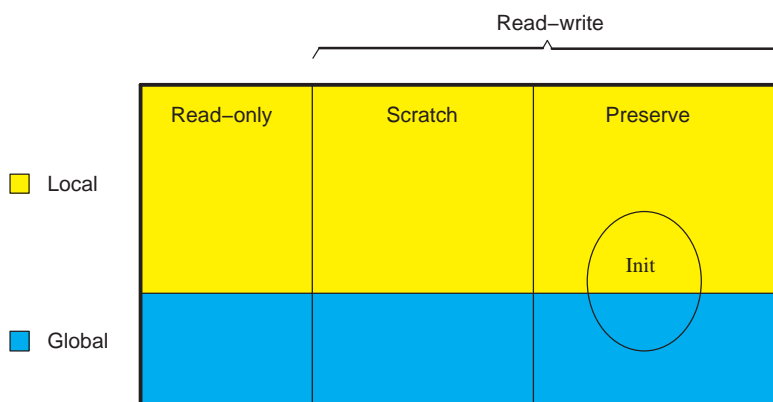 Read−write
Read−only
Scratch
Preserve
Local
Init
Global